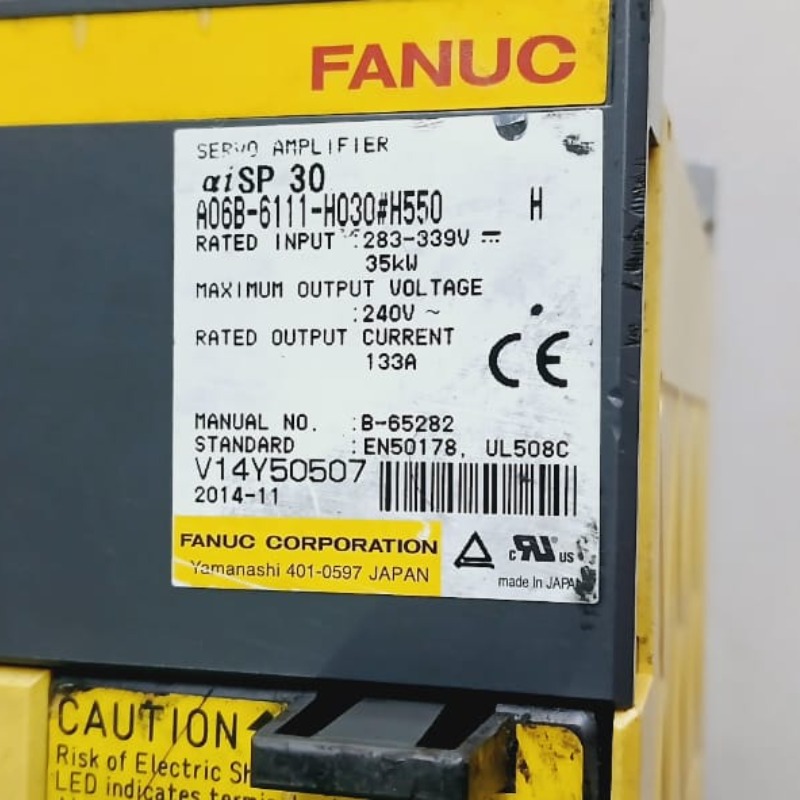 FANUC
SERVO AMPLIFIER
αiSP 30
A06B-6111-H030#H550 H
RATED INPUT :283-339V ⎓
35kW
MAXIMUM OUTPUT VOLTAGE
:240V ~
RATED OUTPUT CURRENT
133A
CE
MANUAL NO. :B-65282
STANDARD :EN50178, UL508C
V14Y50507
2014-11
FANUC CORPORATION
Yamanashi 401-0597 JAPAN
c RU us
made in JAPAN
CAUTION
Risk of Electric
LED indicates